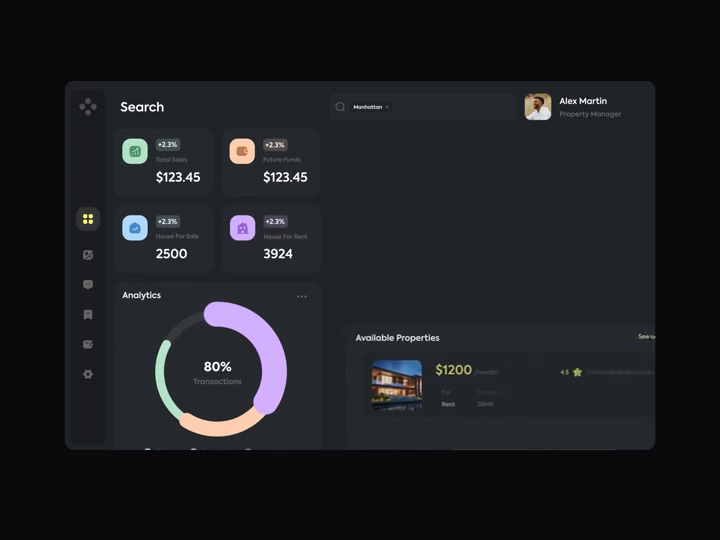 Search
Manhattan ×
Alex Martin
Property Manager
+2.3%
Total Sales
$123.45
+2.3%
Future Funds
$123.45
+2.3%
House For Sale
2500
+2.3%
House For Rent
3924
Analytics
80%
Transactions
Available Properties
See
$1200 /month
4.5
For
Rent
3BHK